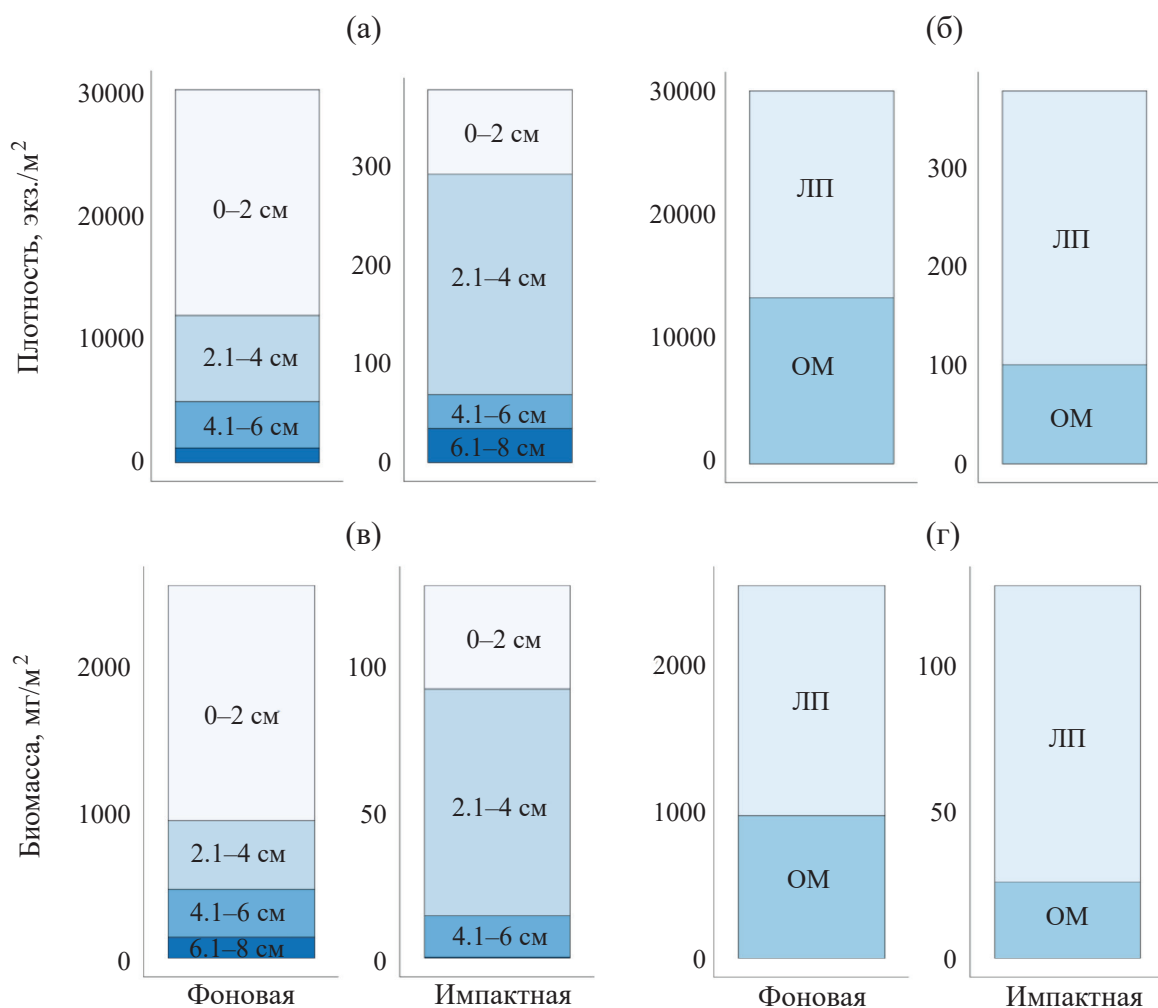 (а)
(б)
Плотность, экз./м²
30000
20000
10000
0
0–2 см
2.1–4 см
4.1–6 см
300
200
100
0
0–2 см
2.1–4 см
4.1–6 см
6.1–8 см
30000
20000
10000
0
ЛП
ОМ
300
200
100
0
ЛП
ОМ
(в)
(г)
Биомасса, мг/м²
2000
1000
0
0–2 см
2.1–4 см
4.1–6 см
6.1–8 см
Фоновая
100
50
0
0–2 см
2.1–4 см
4.1–6 см
Импактная
2000
1000
0
ЛП
ОМ
Фоновая
100
50
0
ЛП
ОМ
Импактная